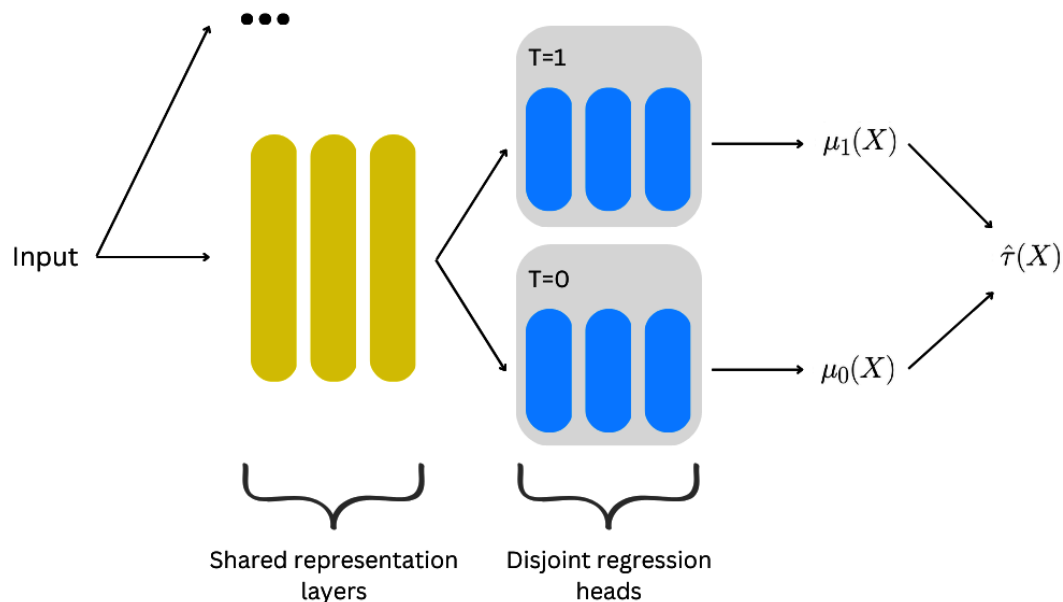 •••
T=1
μ₁(X)
Input
τ̂(X)
T=0
μ₀(X)
Shared representation
layers
Disjoint regression
heads